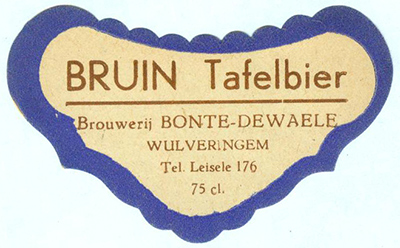 BRUIN Tafelbier
Brouwerij BONTE-DEWAELE
WULVERINGEM
Tel. Leisele 176
75 cl.